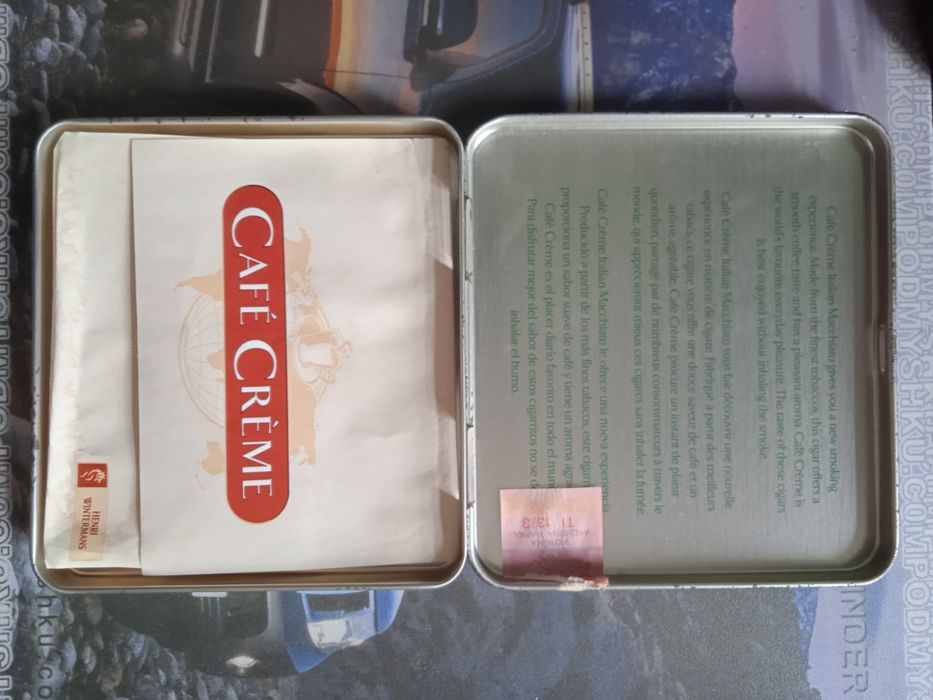 CAFÉ CRÈME
HENRI
WINTERMANS
Café Crème Italian Macchiato gives you a new smoking
experience. Made from the finest tobaccos, this cigar offers a
smooth coffee taste and has a pleasant aroma. Café Crème is
the world's favourite everyday pleasure. The taste of these cigars
is best enjoyed without inhaling the smoke.
Café Crème Italian Macchiato vous fait découvrir une nouvelle
expérience en matière de cigare. Fabriqué à partir des meilleurs
tabacs, ce cigare vous offre une douce saveur de café et un
arôme agréable. Café Crème procure un instant de plaisir
quotidien, partagé par de nombreux consommateurs à travers le
monde, qui apprécieront mieux ces cigares sans inhaler la fumée.
Café Crème Italian Macchiato le ofrece una nueva experiencia
Producido a partir de los más finos tabacos, este cigarr
proporciona un sabor suave de café y tiene un aroma agra
Café Crème es el placer diario favorito en todo el mun
Para disfrutar mejor del sabor de estos cigarritos no se d
inhalar el humo.
УКРАЇНА
АКЦИЗНА МАРКА
ТІ 13/3